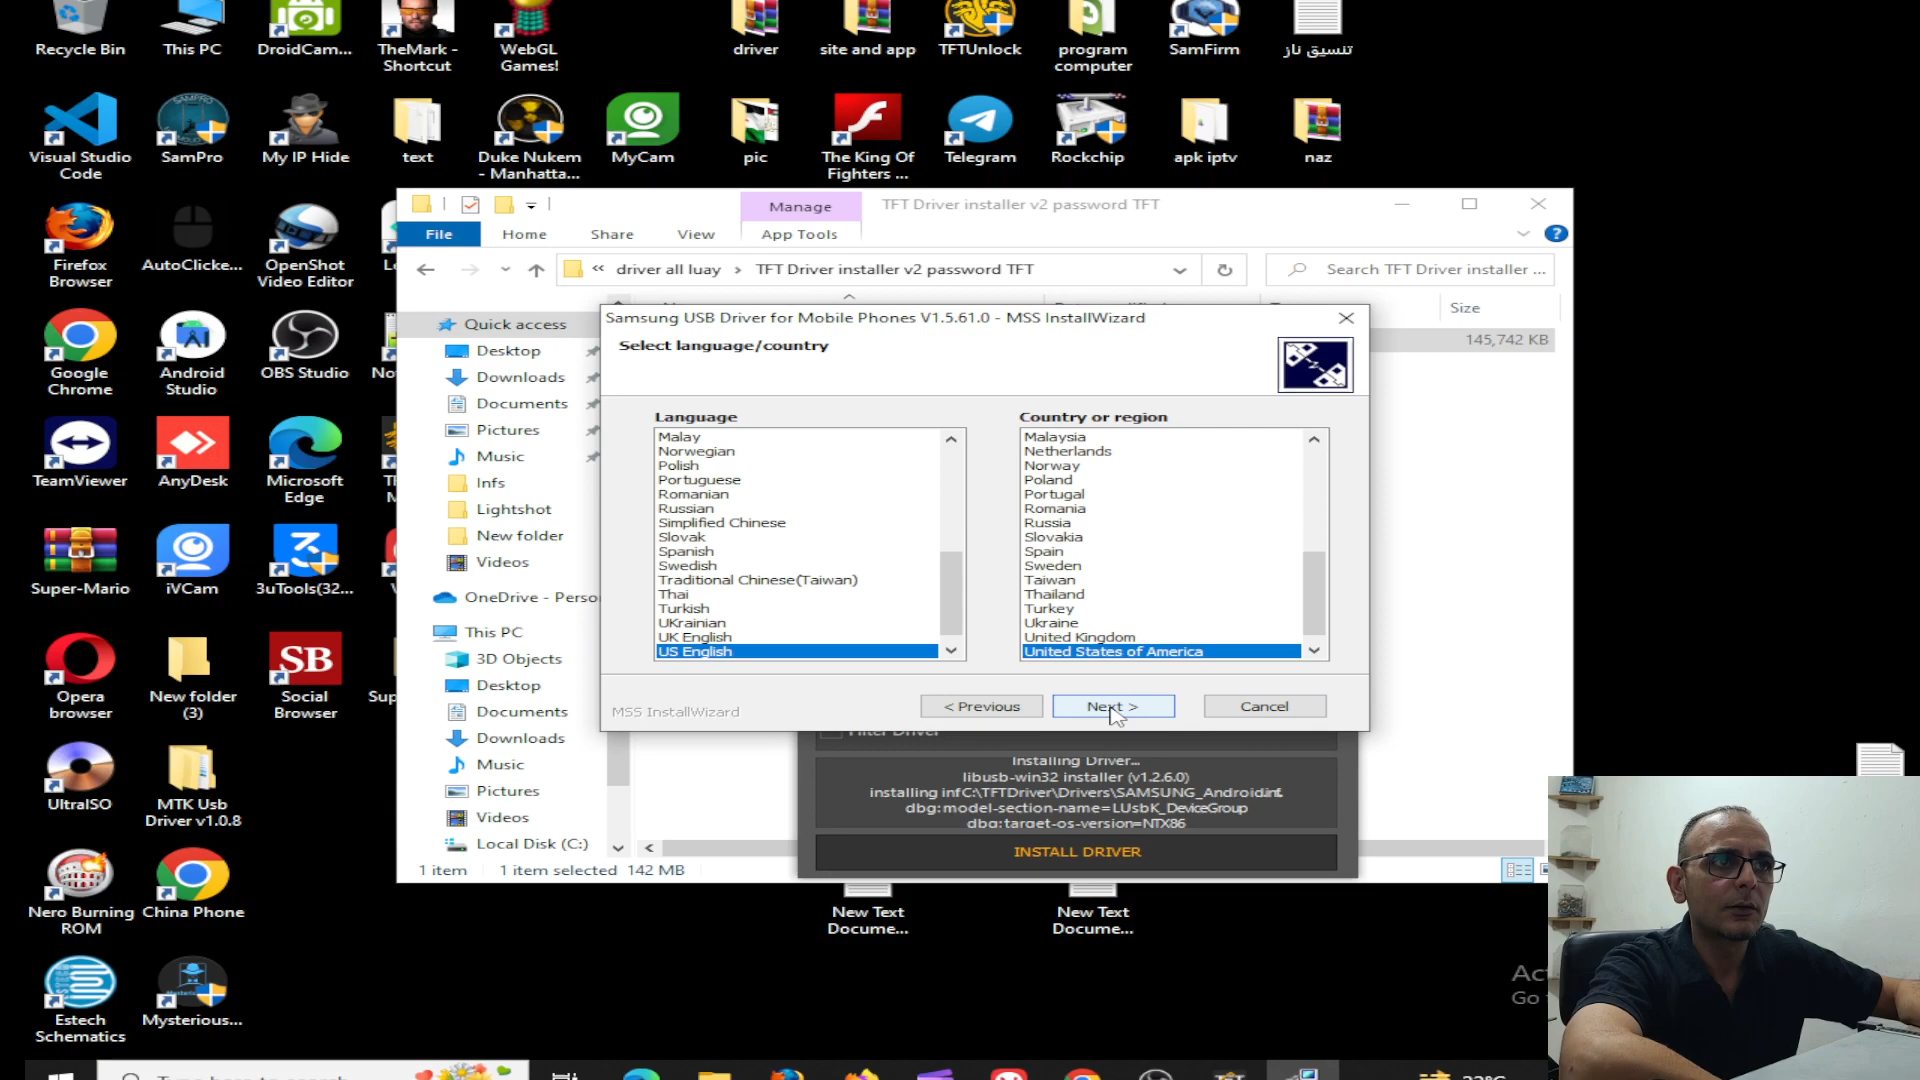 Recycle Bin
This PC
DroidCam...
TheMark -
Shortcut
WebGL
Games!
driver
site and app
TFTUnlock
program
computer
SamFirm
تنسيق ناز
Visual Studio
Code
SamPro
My IP Hide
text
Duke Nukem
- Manhatta...
MyCam
pic
The King Of
Fighters ...
Telegram
Rockchip
apk iptv
naz
Firefox
Browser
AutoClicke...
OpenShot
Video Editor
Google
Chrome
Android
Studio
OBS Studio
TeamViewer
AnyDesk
Microsoft
Edge
Super-Mario
iVCam
3uTools(32...
Opera
browser
New folder
(3)
SB
Social
Browser
UltraISO
MTK Usb
Driver v1.0.8
Nero Burning
ROM
China Phone
Estech
Schematics
Mysterious...
Manage
TFT Driver installer v2 password TFT
File
Home
Share
View
App Tools
« driver all luay › TFT Driver installer v2 password TFT
Search TFT Driver installer ...
Size
145,742 KB
Quick access
Desktop
Downloads
Documents
Pictures
Music
Infs
Lightshot
New folder
Videos
OneDrive - Perso
This PC
3D Objects
Desktop
Documents
Downloads
Music
Pictures
Videos
Local Disk (C:)
1 item
1 item selected 142 MB
Samsung USB Driver for Mobile Phones V1.5.61.0 - MSS InstallWizard
Select language/country
Language
Malay
Norwegian
Polish
Portuguese
Romanian
Russian
Simplified Chinese
Slovak
Spanish
Swedish
Traditional Chinese(Taiwan)
Thai
Turkish
UKrainian
UK English
US English
Country or region
Malaysia
Netherlands
Norway
Poland
Portugal
Romania
Russia
Slovakia
Spain
Sweden
Taiwan
Thailand
Turkey
Ukraine
United Kingdom
United States of America
MSS InstallWizard
< Previous
Next >
Cancel
Filter Driver
Installing Driver...
libusb-win32 installer (v1.2.6.0)
installing infC:\TFTDriver\Drivers\SAMSUNG_Android.inf.
dbg:model-section-name=LUsbK_DeviceGroup
dbg:target-os-version=NTX86
INSTALL DRIVER
New Text
Docume...
New Text
Docume...